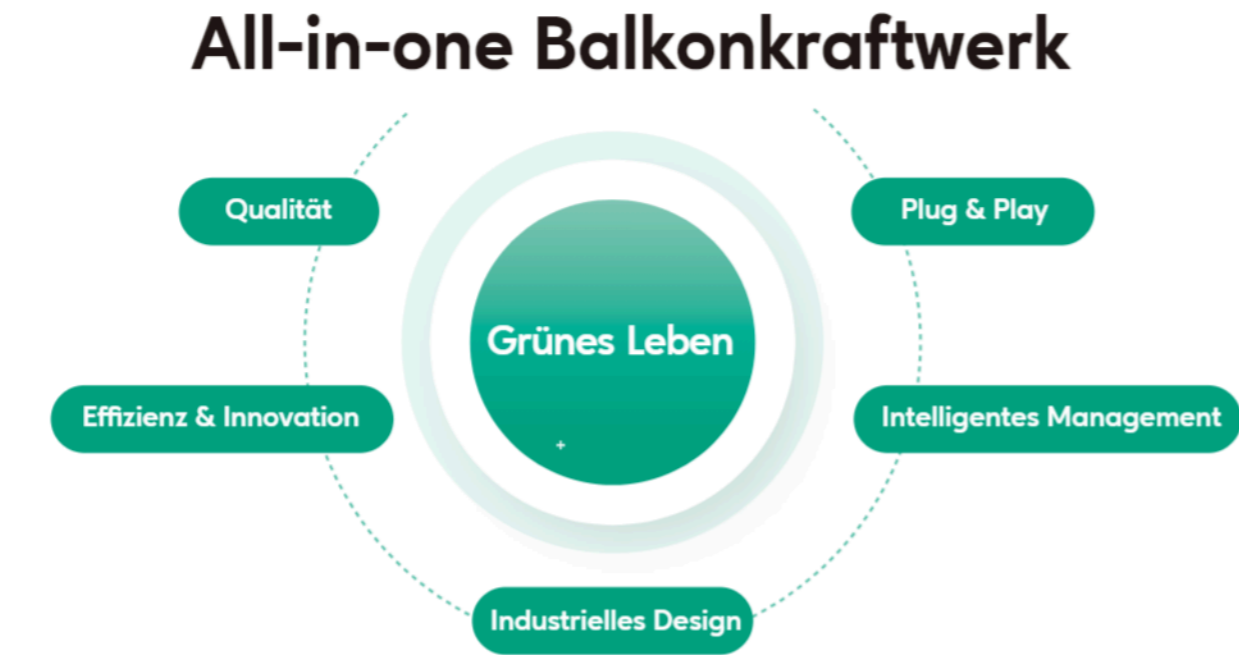 All-in-one Balkonkraftwerk
Qualität
Plug & Play
Grünes Leben
Effizienz & Innovation
Intelligentes Management
Industrielles Design